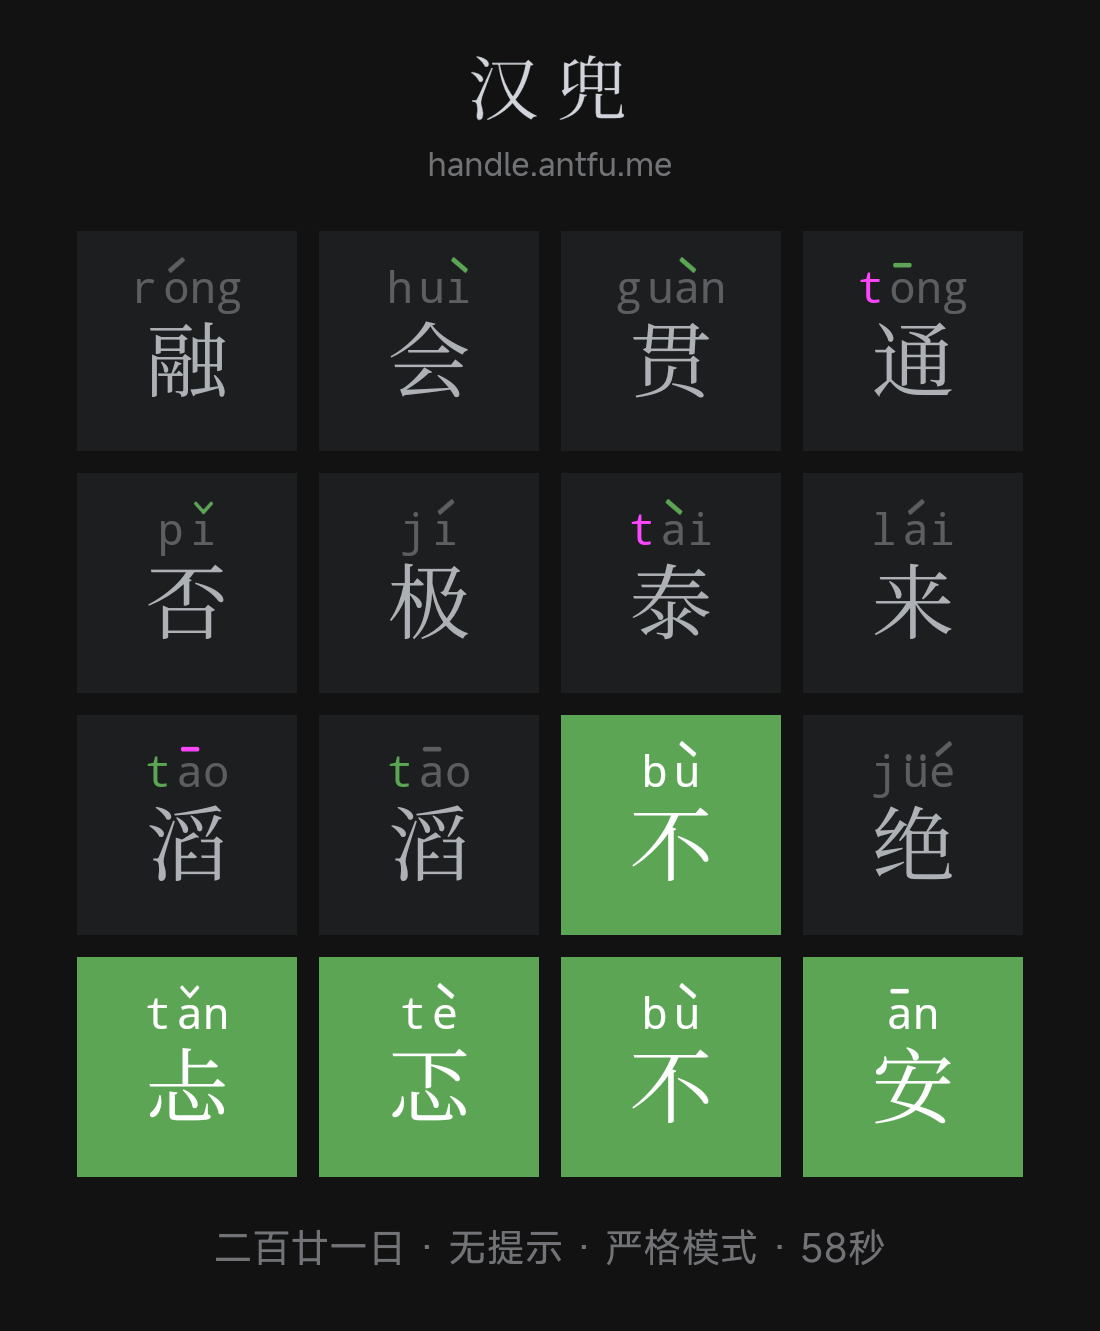 汉兜
handle.antfu.me
róng huì guàn tōng
融 会 贯 通
pǐ jí tài lái
否 极 泰 来
tāo tāo bù jüé
滔 滔 不 绝
tǎn tè bù ān
忐 忑 不 安
二百廿一日 · 无提示 · 严格模式 · 58秒